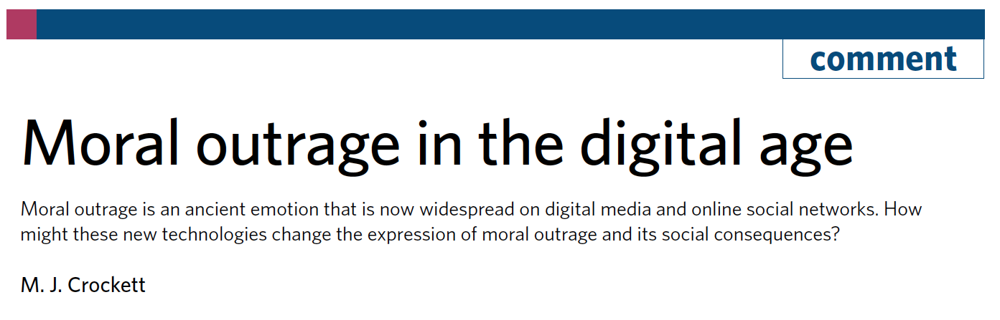 comment
Moral outrage in the digital age
Moral outrage is an ancient emotion that is now widespread on digital media and online social networks. How
might these new technologies change the expression of moral outrage and its social consequences?
M. J. Crockett